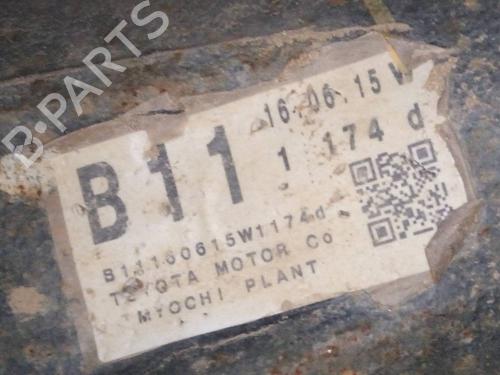 B·PARTS
B11 16.06.15 W
1 174 d
B11160615W1174d
TOYOTA MOTOR Co
MYOCHI PLANT